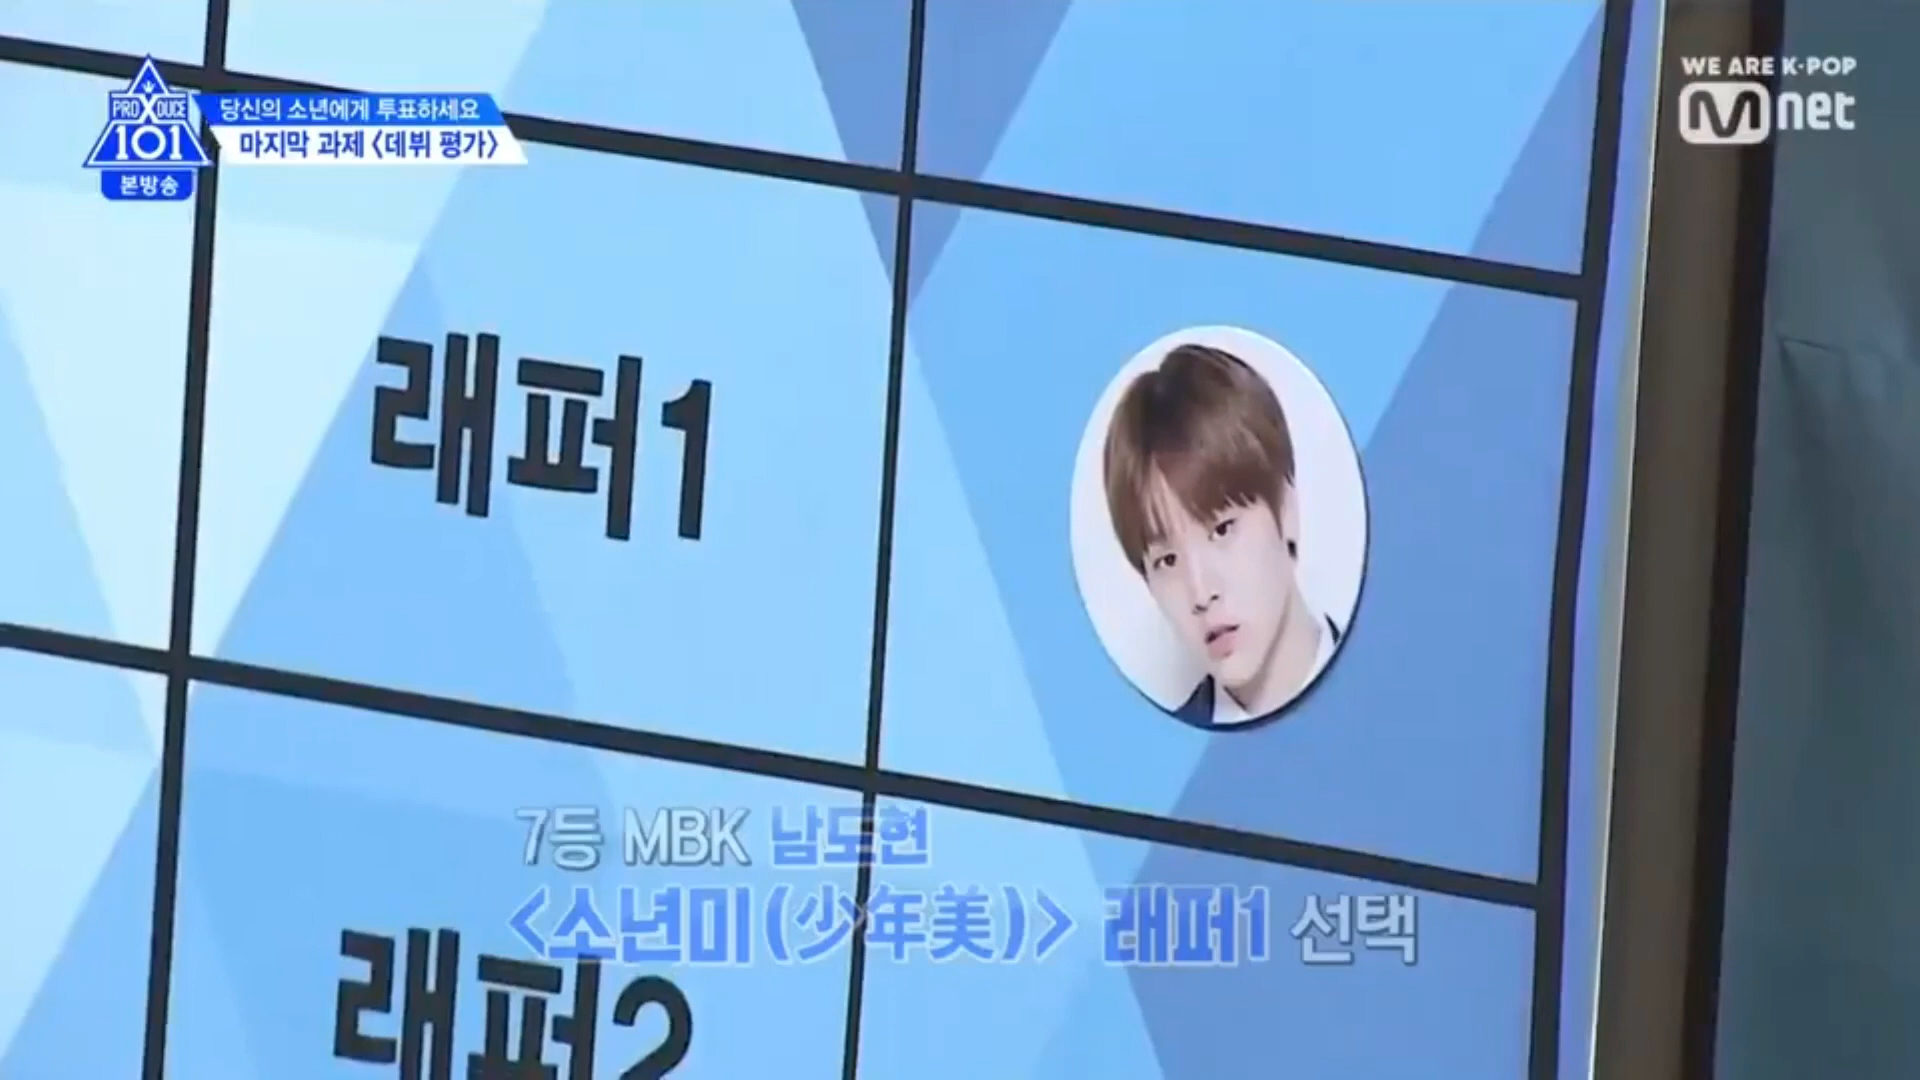 PRODUCE
101
본방송
당신의 소년에게 투표하세요
마지막 과제 <데뷔 평가>
WE ARE K-POP
Mnet
래퍼1
7등 MBK 남도현
<소년미(少年美)> 래퍼1 선택
래퍼2